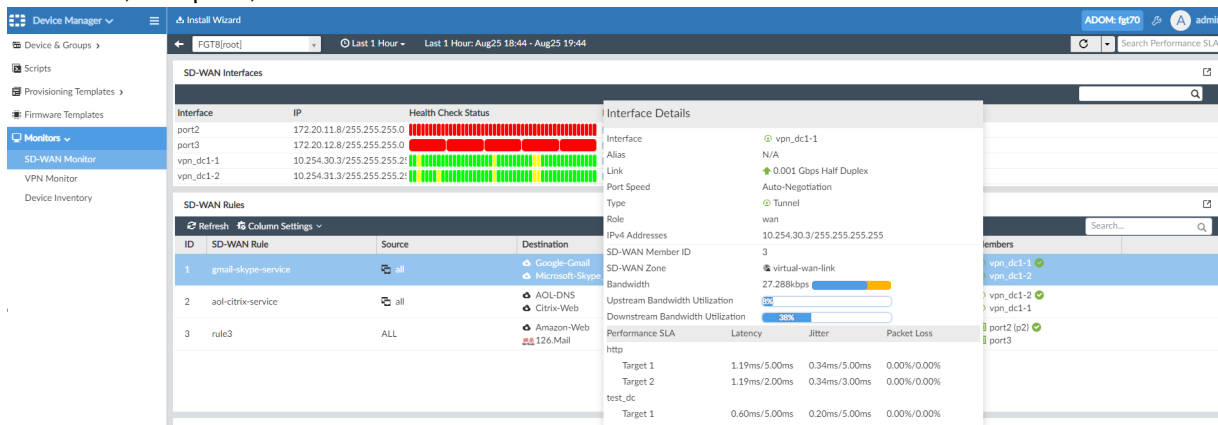 Device Manager
Install Wizard
ADOM: fgt70
A
admin
Device & Groups
Scripts
Provisioning Templates
Firmware Templates
Monitors
SD-WAN Monitor
VPN Monitor
Device Inventory
FGT8[root]
Last 1 Hour
Last 1 Hour: Aug25 18:44 - Aug25 19:44
Search Performance SLA
SD-WAN Interfaces
Interface IP Health Check Status
port2 172.20.11.8/255.255.255.0
port3 172.20.12.8/255.255.255.0
vpn_dc1-1 10.254.30.3/255.255.255.25
vpn_dc1-2 10.254.31.3/255.255.255.25
SD-WAN Rules
Refresh Column Settings
Search...
ID SD-WAN Rule Source Destination
1 gmail-skype-service all Google-Gmail
Microsoft-Skype
2 aol-citrix-service all AOL-DNS
Citrix-Web
3 rule3 ALL Amazon-Web
126.Mail
Interface Details
Interface vpn_dc1-1
Alias N/A
Link 0.001 Gbps Half Duplex
Port Speed Auto-Negotiation
Type Tunnel
Role wan
IPv4 Addresses 10.254.30.3/255.255.255.255
SD-WAN Member ID 3
SD-WAN Zone virtual-wan-link
Bandwidth 27.288kbps
Upstream Bandwidth Utilization
Downstream Bandwidth Utilization 38%
Performance SLA Latency Jitter Packet Loss
http
Target 1 1.19ms/5.00ms 0.34ms/5.00ms 0.00%/0.00%
Target 2 1.19ms/2.00ms 0.34ms/3.00ms 0.00%/0.00%
test_dc
Target 1 0.60ms/5.00ms 0.20ms/5.00ms 0.00%/0.00%
embers
vpn_dc1-1
vpn_dc1-2
vpn_dc1-2
vpn_dc1-1
port2 (p2)
port3